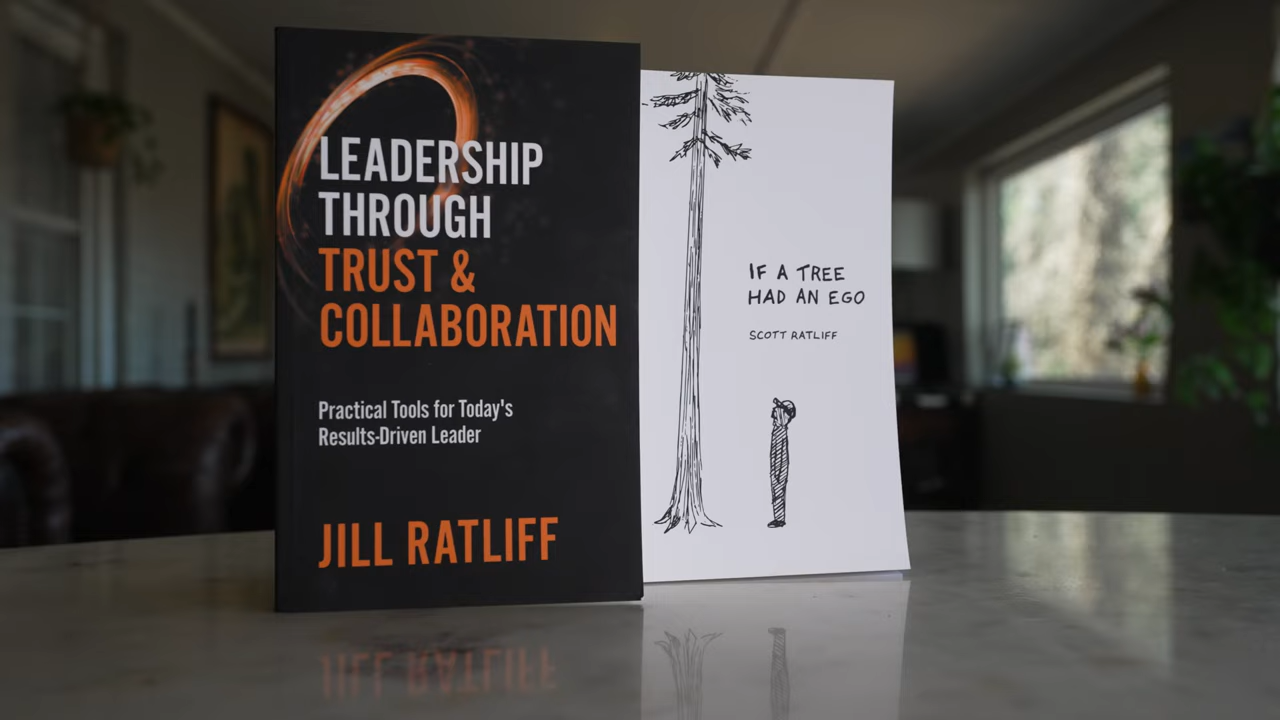 LEADERSHIP
THROUGH
TRUST &
COLLABORATION
Practical Tools for Today's
Results-Driven Leader
JILL RATLIFF
IF A TREE
HAD AN EGO
SCOTT RATLIFF